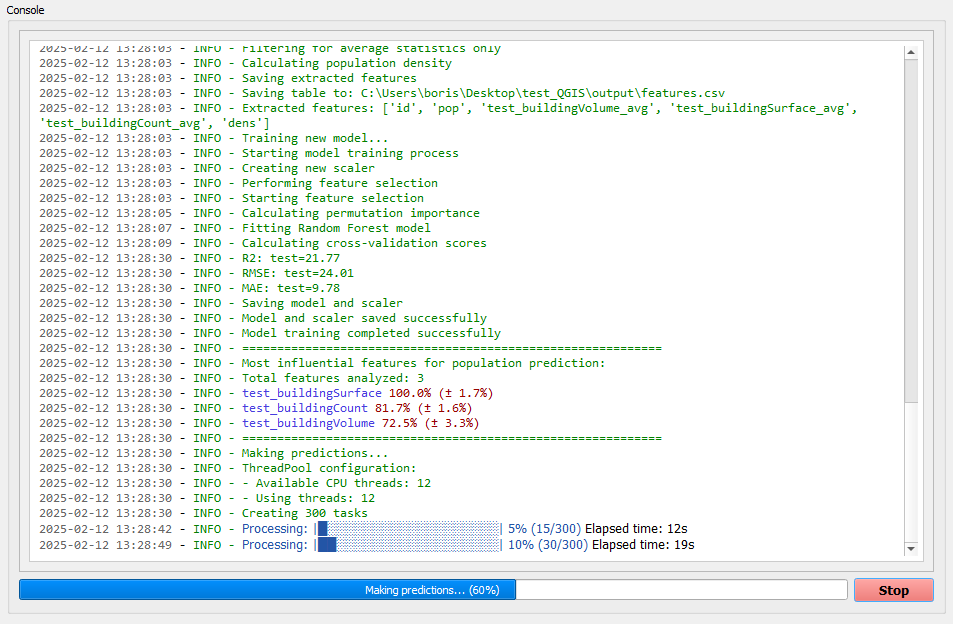 Console
2025-02-12 13:28:03 - INFO - Filtering for average statistics only
2025-02-12 13:28:03 - INFO - Calculating population density
2025-02-12 13:28:03 - INFO - Saving extracted features
2025-02-12 13:28:03 - INFO - Saving table to: C:\Users\boris\Desktop\test_QGIS\output\features.csv
2025-02-12 13:28:03 - INFO - Extracted features: ['id', 'pop', 'test_buildingVolume_avg', 'test_buildingSurface_avg',
'test_buildingCount_avg', 'dens']
2025-02-12 13:28:03 - INFO - Training new model...
2025-02-12 13:28:03 - INFO - Starting model training process
2025-02-12 13:28:03 - INFO - Creating new scaler
2025-02-12 13:28:03 - INFO - Performing feature selection
2025-02-12 13:28:03 - INFO - Starting feature selection
2025-02-12 13:28:05 - INFO - Calculating permutation importance
2025-02-12 13:28:07 - INFO - Fitting Random Forest model
2025-02-12 13:28:09 - INFO - Calculating cross-validation scores
2025-02-12 13:28:30 - INFO - R2: test=21.77
2025-02-12 13:28:30 - INFO - RMSE: test=24.01
2025-02-12 13:28:30 - INFO - MAE: test=9.78
2025-02-12 13:28:30 - INFO - Saving model and scaler
2025-02-12 13:28:30 - INFO - Model and scaler saved successfully
2025-02-12 13:28:30 - INFO - Model training completed successfully
2025-02-12 13:28:30 - INFO - ============================================================
2025-02-12 13:28:30 - INFO - Most influential features for population prediction:
2025-02-12 13:28:30 - INFO - Total features analyzed: 3
2025-02-12 13:28:30 - INFO - test_buildingSurface 100.0% (± 1.7%)
2025-02-12 13:28:30 - INFO - test_buildingCount 81.7% (± 1.6%)
2025-02-12 13:28:30 - INFO - test_buildingVolume 72.5% (± 3.3%)
2025-02-12 13:28:30 - INFO - ============================================================
2025-02-12 13:28:30 - INFO - Making predictions...
2025-02-12 13:28:30 - INFO - ThreadPool configuration:
2025-02-12 13:28:30 - INFO - - Available CPU threads: 12
2025-02-12 13:28:30 - INFO - - Using threads: 12
2025-02-12 13:28:30 - INFO - Creating 300 tasks
2025-02-12 13:28:42 - INFO - Processing: |█░░░░░░░░░░░░░░░░░░░| 5% (15/300) Elapsed time: 12s
2025-02-12 13:28:49 - INFO - Processing: |██░░░░░░░░░░░░░░░░░░| 10% (30/300) Elapsed time: 19s
Making predictions... (60%)
Stop